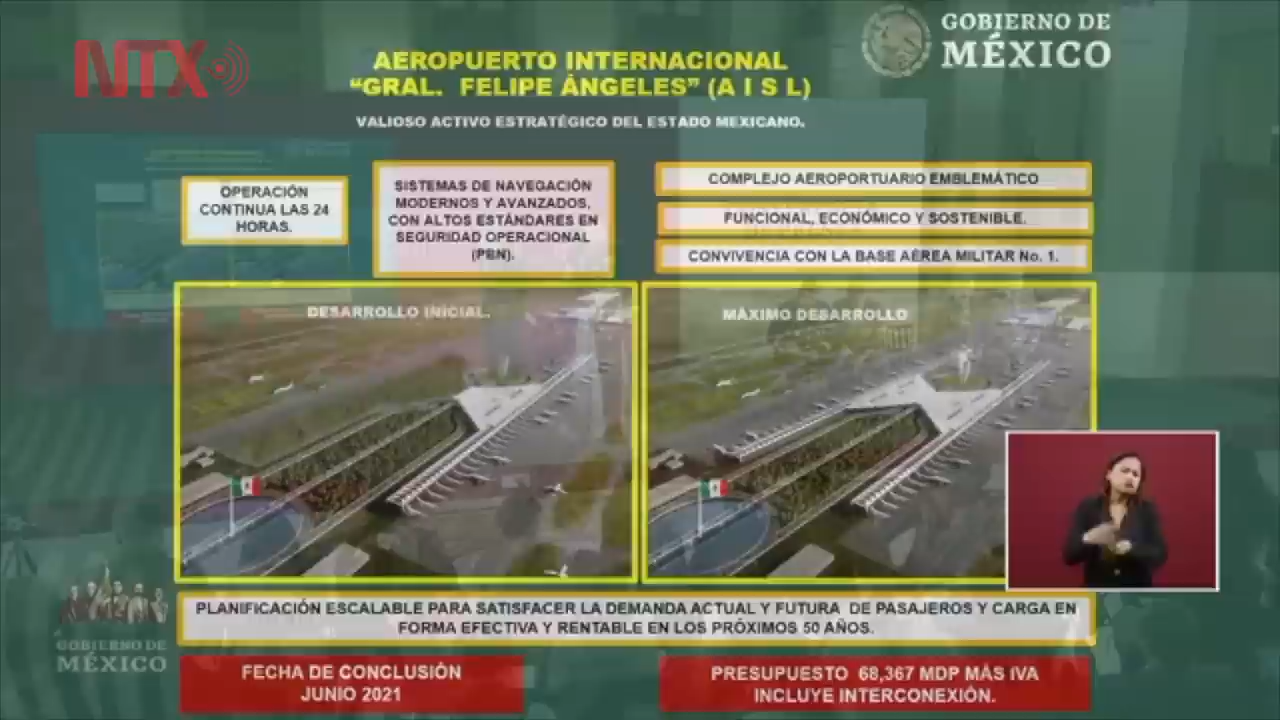 NTX
GOBIERNO DE
MÉXICO
AEROPUERTO INTERNACIONAL
“GRAL. FELIPE ÁNGELES” (A I S L)
VALIOSO ACTIVO ESTRATÉGICO DEL ESTADO MEXICANO.
OPERACIÓN
CONTINUA LAS 24
HORAS.
SISTEMAS DE NAVEGACIÓN
MODERNOS Y AVANZADOS,
CON ALTOS ESTÁNDARES EN
SEGURIDAD OPERACIONAL
(PBN).
COMPLEJO AEROPORTUARIO EMBLEMÁTICO
FUNCIONAL, ECONÓMICO Y SOSTENIBLE.
CONVIVENCIA CON LA BASE AÉREA MILITAR No. 1.
DESARROLLO INICIAL.
MÁXIMO DESARROLLO
PLANIFICACIÓN ESCALABLE PARA SATISFACER LA DEMANDA ACTUAL Y FUTURA DE PASAJEROS Y CARGA EN
FORMA EFECTIVA Y RENTABLE EN LOS PRÓXIMOS 50 AÑOS.
GOBIERNO DE
MÉXICO
FECHA DE CONCLUSIÓN
JUNIO 2021
PRESUPUESTO 68,367 MDP MÁS IVA
INCLUYE INTERCONEXIÓN.